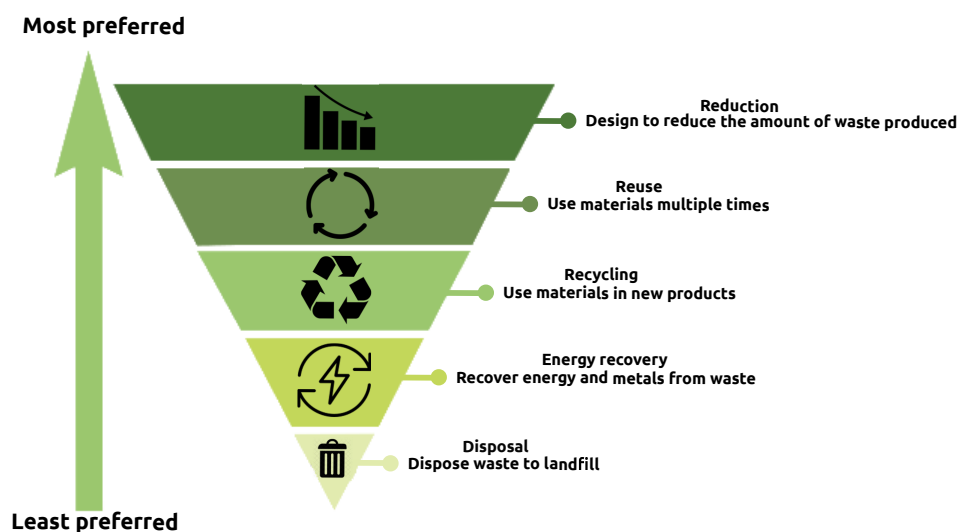 Most preferred
Reduction
Design to reduce the amount of waste produced
Reuse
Use materials multiple times
Recycling
Use materials in new products
Energy recovery
Recover energy and metals from waste
Disposal
Dispose waste to landfill
Least preferred